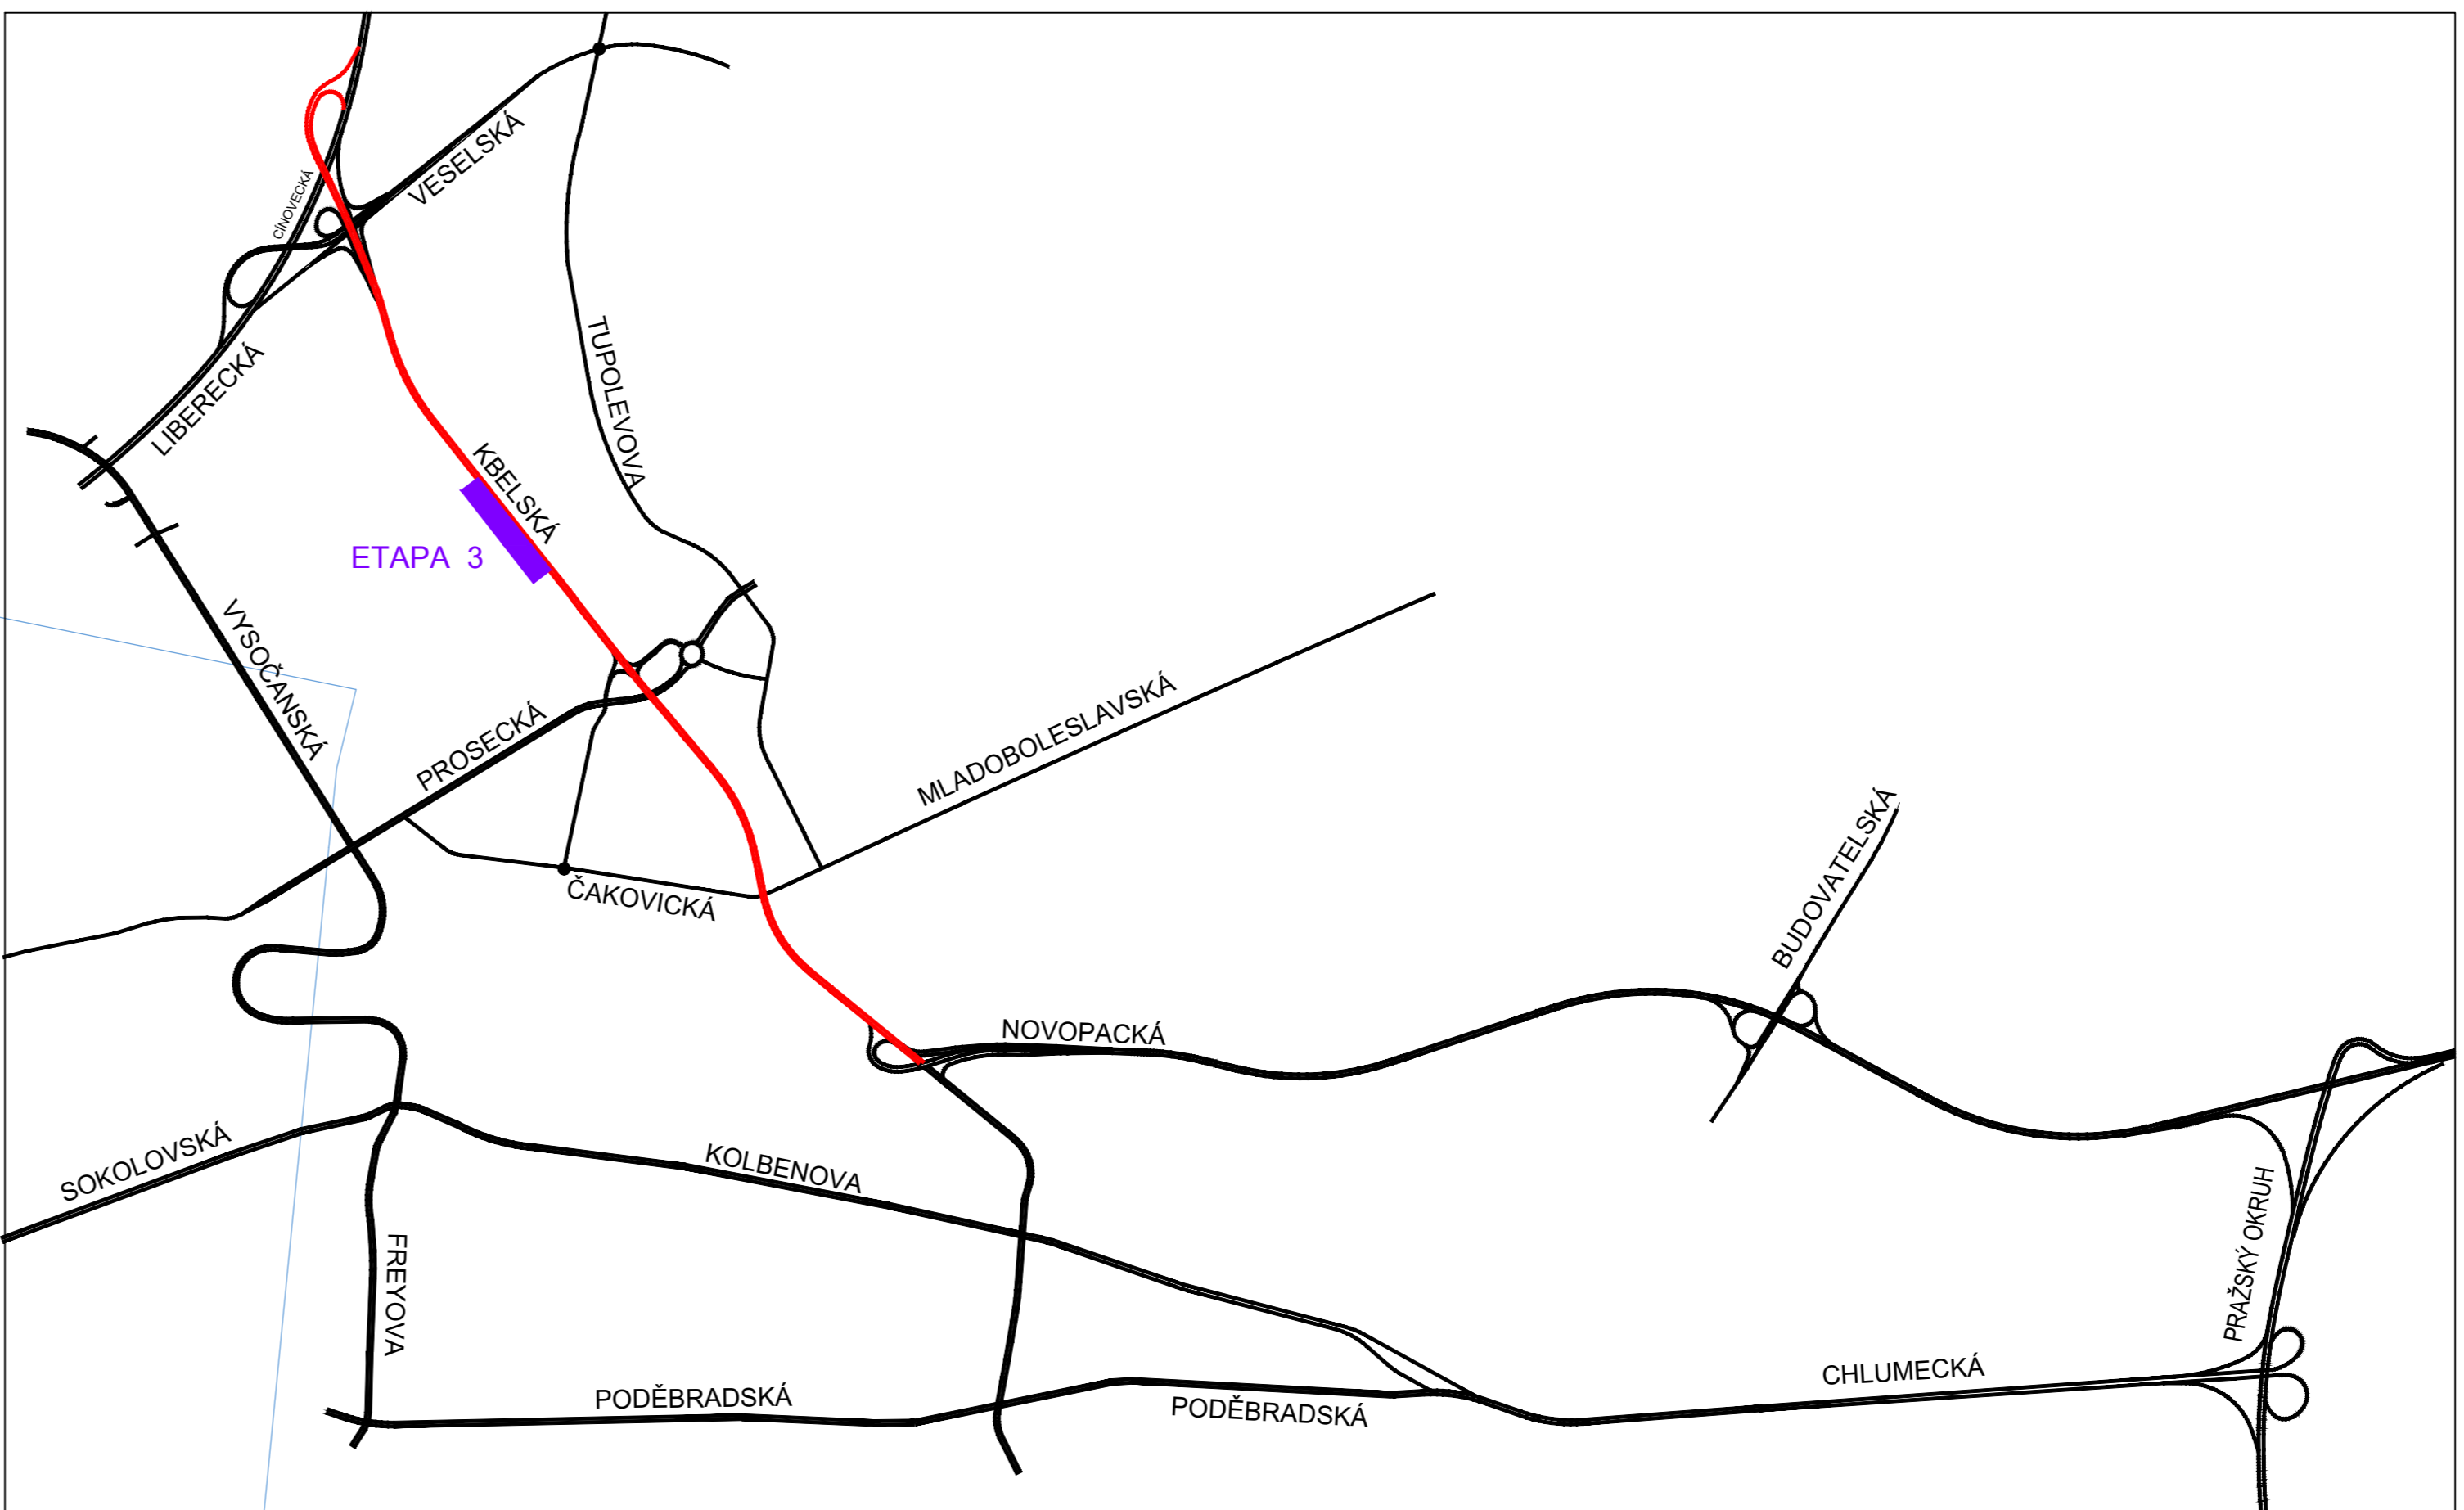 VESELSKÁ
CÍNOVECKÁ
TUPOLEVOVA
LIBERECKÁ
KBELSKÁ
ETAPA 3
VYSOČANSKÁ
PROSECKÁ
MLADOBOLESLAVSKÁ
BUDOVATELSKÁ
ČAKOVICKÁ
NOVOPACKÁ
SOKOLOVSKÁ
KOLBENOVA
PRAŽSKÝ OKRUH
FREYOVA
CHLUMECKÁ
PODĚBRADSKÁ
PODĚBRADSKÁ